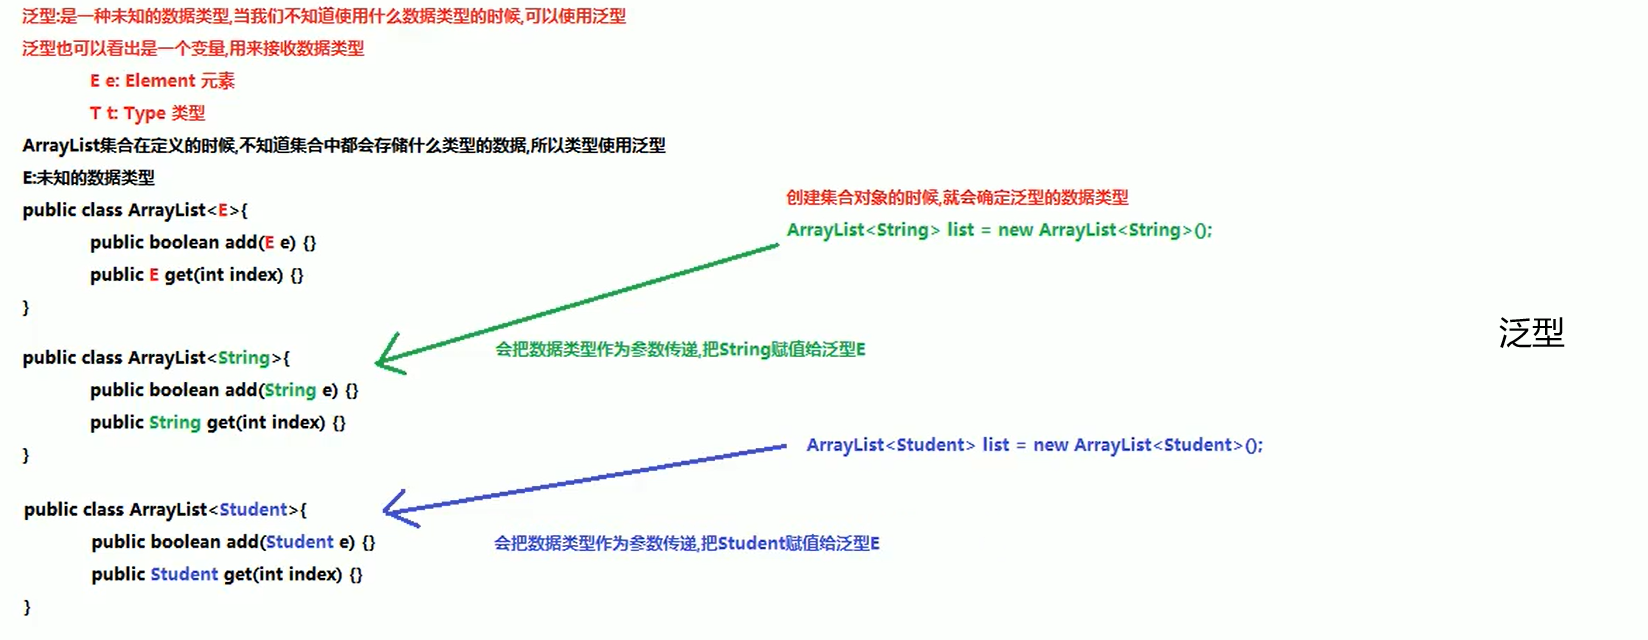 泛型:是一种未知的数据类型,当我们不知道使用什么数据类型的时候,可以使用泛型
泛型也可以看出是一个变量,用来接收数据类型
E e: Element 元素
T t: Type 类型
ArrayList集合在定义的时候,不知道集合中都会存储什么类型的数据,所以类型使用泛型
E:未知的数据类型
public class ArrayList<E>{
public boolean add(E e) {}
public E get(int index) {}
}
创建集合对象的时候,就会确定泛型的数据类型
ArrayList<String> list = new ArrayList<String>();
会把数据类型作为参数传递,把String赋值给泛型E
public class ArrayList<String>{
public boolean add(String e) {}
public String get(int index) {}
}
ArrayList<Student> list = new ArrayList<Student>();
会把数据类型作为参数传递,把Student赋值给泛型E
public class ArrayList<Student>{
public boolean add(Student e) {}
public Student get(int index) {}
}
泛型